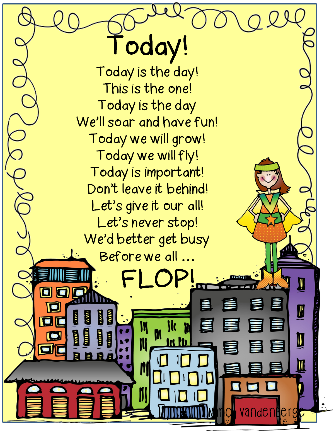 Today!
Today is the day!
This is the one!
Today is the day
We'll soar and have fun!
Today we will grow!
Today we will fly!
Today is important!
Don't leave it behind!
Let's give it our all!
Let's never stop!
We'd better get busy
Before we all ...
FLOP!
Vandenberge